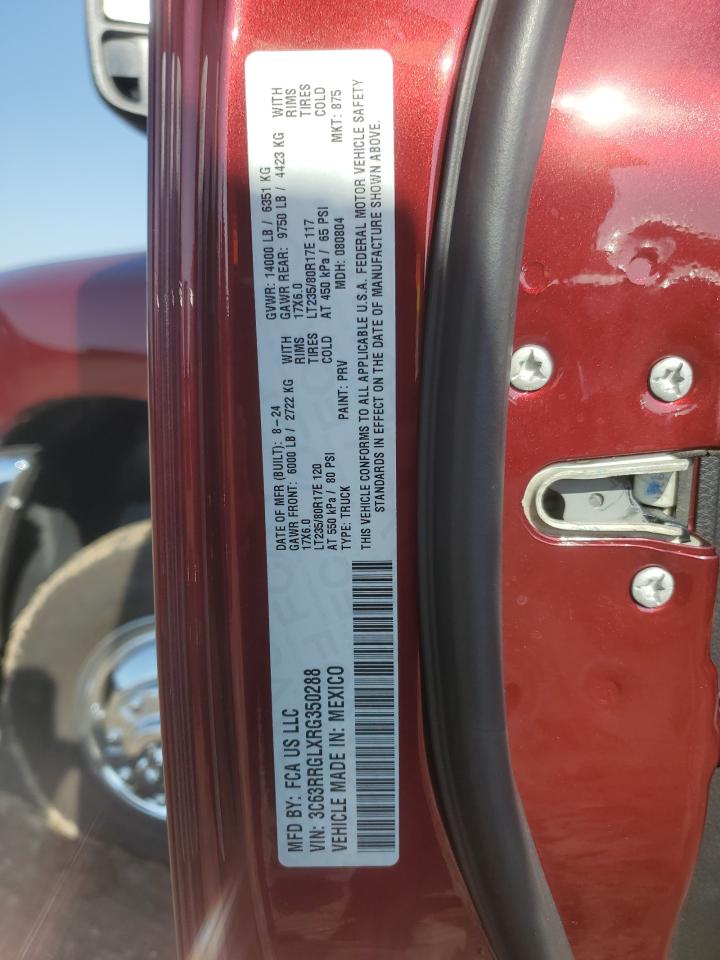 MFD BY: FCA US LLC
DATE OF MFR (BUILT): 8-24
GVWR: 14000 LB / 6351 KG
GAWR FRONT: 6000 LB / 2722 KG WITH
GAWR REAR: 9750 LB / 4423 KG WITH
17X6.0 RIMS
17X6.0 RIMS
LT235/80R17E 120 TIRES
LT235/80R17E 117 TIRES
AT 550 kPa / 80 PSI COLD
AT 450 kPa / 65 PSI COLD
VIN: 3C63RRGLXRG350288
TYPE: TRUCK
PAINT: PRV
MDH: 080804
MKT: 875
VEHICLE MADE IN: MEXICO
THIS VEHICLE CONFORMS TO ALL APPLICABLE U.S.A. FEDERAL MOTOR VEHICLE SAFETY
STANDARDS IN EFFECT ON THE DATE OF MANUFACTURE SHOWN ABOVE.